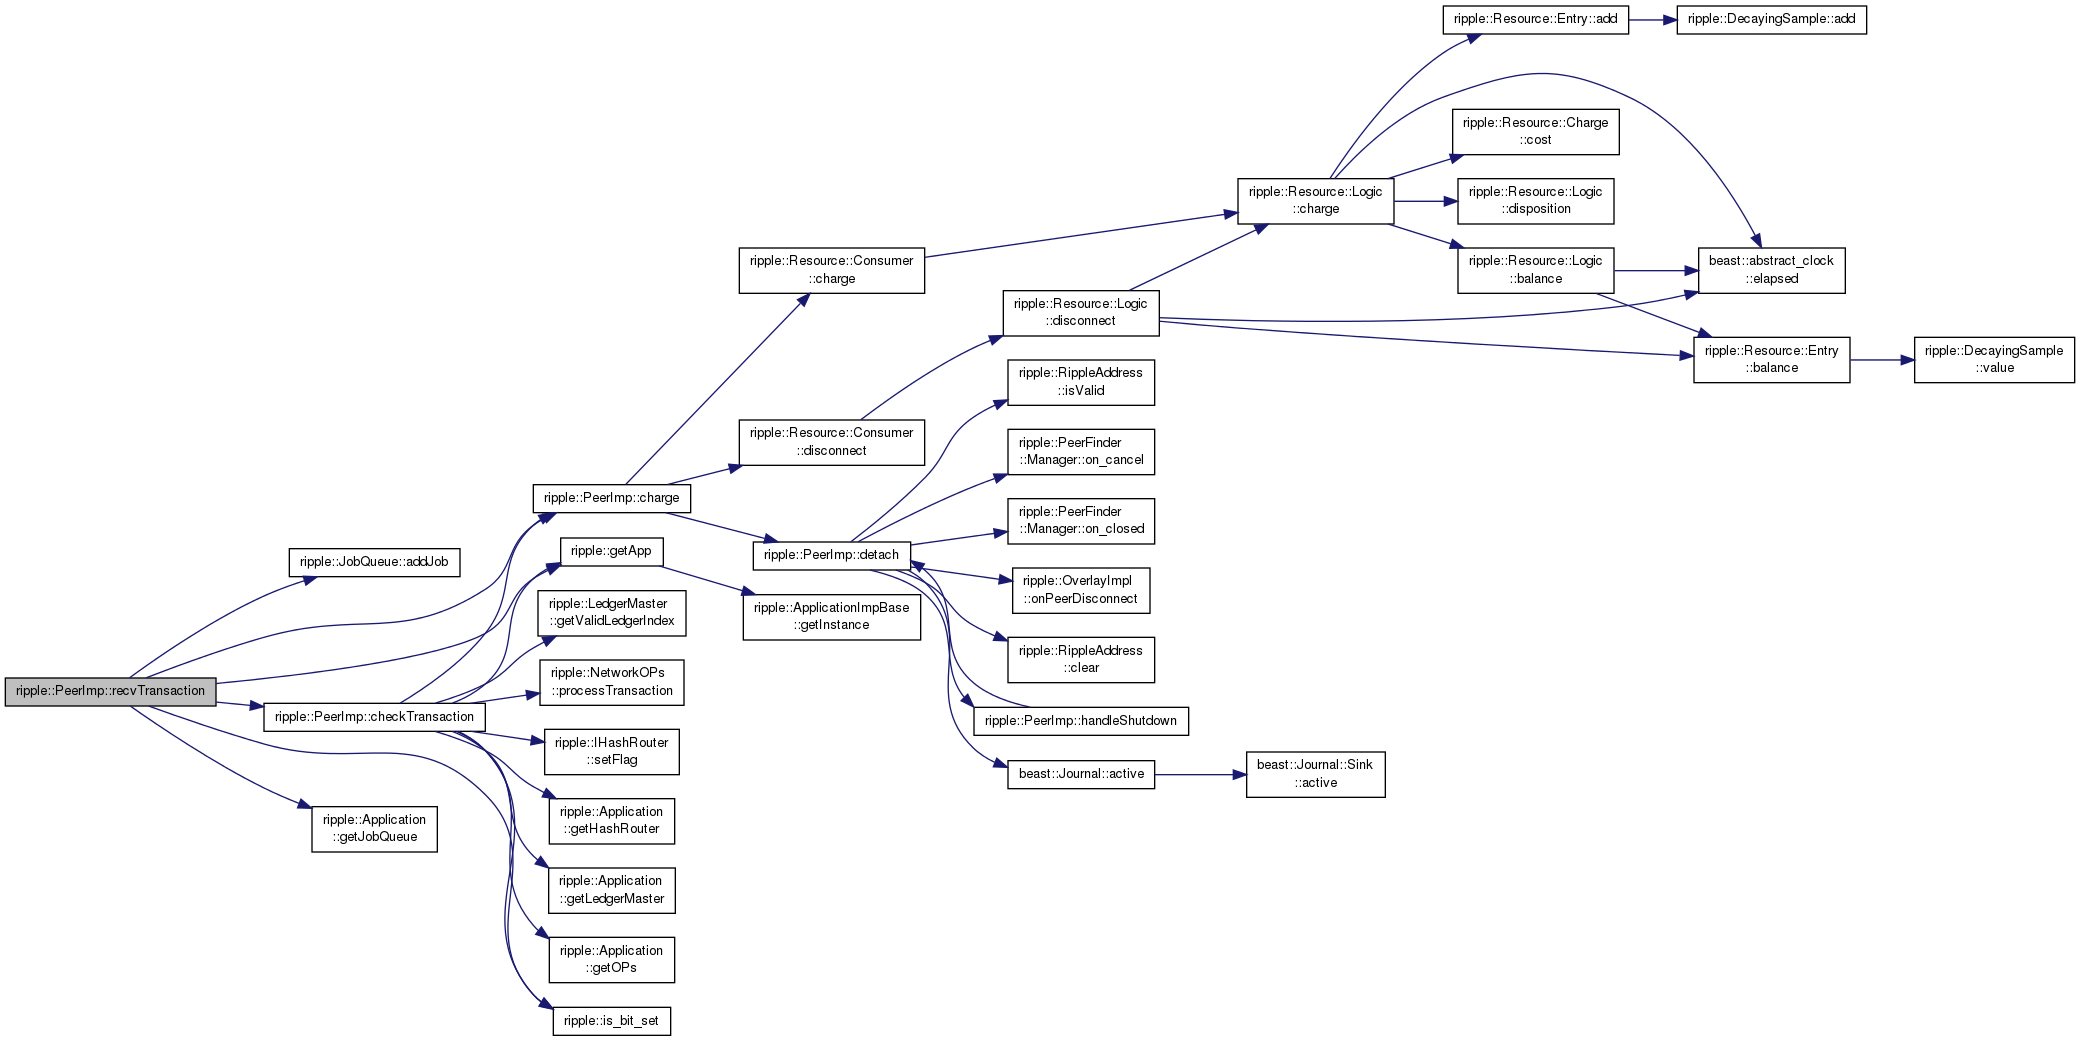 ripple::Resource::Entry::add
ripple::DecayingSample::add
ripple::Resource::Charge
::cost
ripple::Resource::Logic
::charge
ripple::Resource::Logic
::disposition
ripple::Resource::Consumer
::charge
ripple::Resource::Logic
::balance
beast::abstract_clock
::elapsed
ripple::Resource::Logic
::disconnect
ripple::Resource::Entry
::balance
ripple::DecayingSample
::value
ripple::RippleAddress
::isValid
ripple::Resource::Consumer
::disconnect
ripple::PeerFinder
::Manager::on_cancel
ripple::PeerImp::charge
ripple::PeerFinder
::Manager::on_closed
ripple::JobQueue::addJob
ripple::getApp
ripple::PeerImp::detach
ripple::OverlayImpl
::onPeerDisconnect
ripple::LedgerMaster
::getValidLedgerIndex
ripple::ApplicationImpBase
::getInstance
ripple::RippleAddress
::clear
ripple::PeerImp::recvTransaction
ripple::NetworkOPs
::processTransaction
ripple::PeerImp::checkTransaction
ripple::PeerImp::handleShutdown
ripple::IHashRouter
::setFlag
beast::Journal::active
beast::Journal::Sink
::active
ripple::Application
::getJobQueue
ripple::Application
::getHashRouter
ripple::Application
::getLedgerMaster
ripple::Application
::getOPs
ripple::is_bit_set